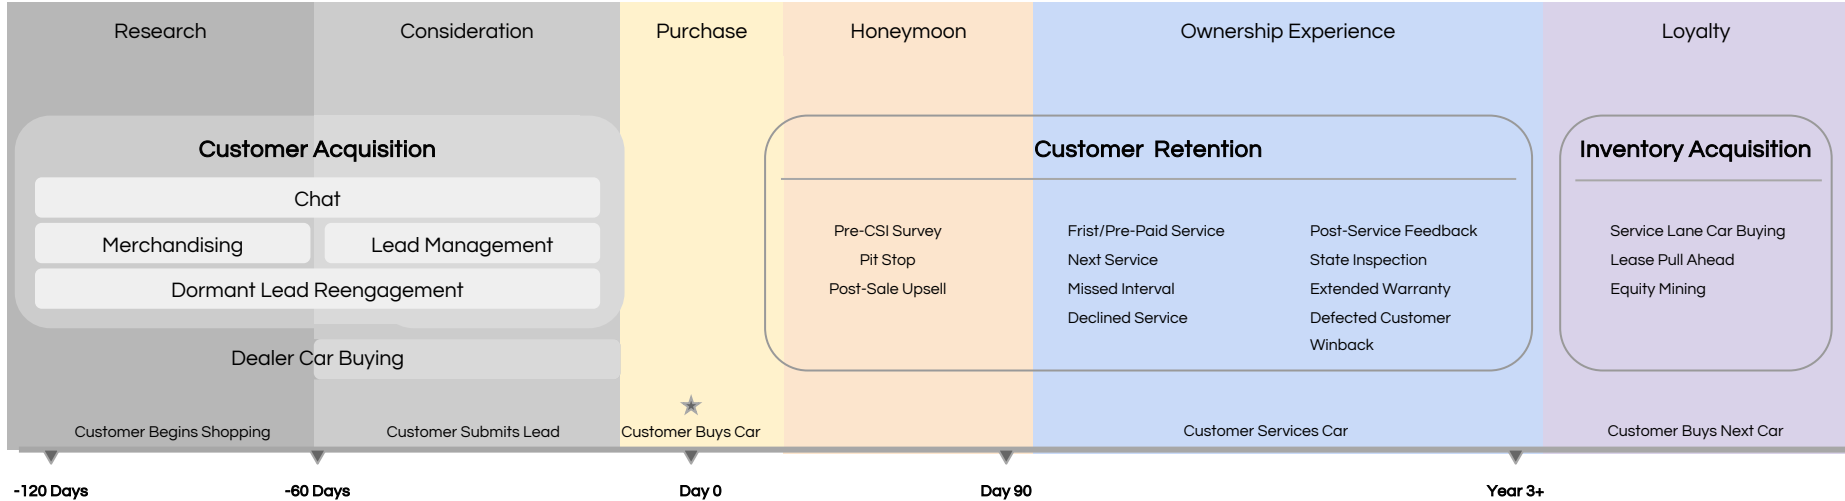 Research
Consideration
Purchase
Honeymoon
Ownership Experience
Loyalty
Customer Acquisition
Chat
Merchandising
Lead Management
Dormant Lead Reengagement
Dealer Car Buying
Customer Retention
Pre-CSI Survey
Pit Stop
Post-Sale Upsell
Frist/Pre-Paid Service
Next Service
Missed Interval
Declined Service
Post-Service Feedback
State Inspection
Extended Warranty
Defected Customer
Winback
Inventory Acquisition
Service Lane Car Buying
Lease Pull Ahead
Equity Mining
Customer Begins Shopping
Customer Submits Lead
Customer Buys Car
Customer Services Car
Customer Buys Next Car
-120 Days
-60 Days
Day 0
Day 90
Year 3+